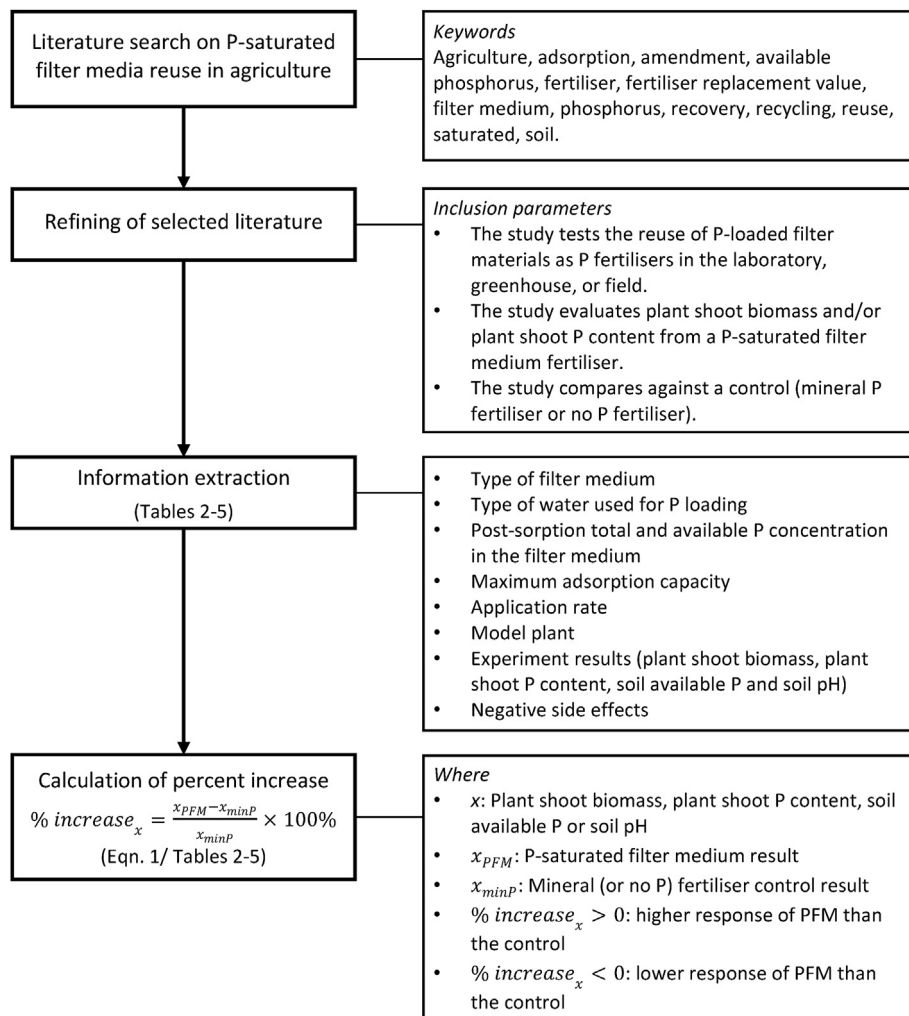 Literature search on P-saturated
filter media reuse in agriculture
Keywords
Agriculture, adsorption, amendment, available
phosphorus, fertiliser, fertiliser replacement value,
filter medium, phosphorus, recovery, recycling, reuse,
saturated, soil.
Refining of selected literature
Inclusion parameters
• The study tests the reuse of P-loaded filter
materials as P fertilisers in the laboratory,
greenhouse, or field.
• The study evaluates plant shoot biomass and/or
plant shoot P content from a P-saturated filter
medium fertiliser.
• The study compares against a control (mineral P
fertiliser or no P fertiliser).
Information extraction
(Tables 2-5)
• Type of filter medium
• Type of water used for P loading
• Post-sorption total and available P concentration
in the filter medium
• Maximum adsorption capacity
• Application rate
• Model plant
• Experiment results (plant shoot biomass, plant
shoot P content, soil available P and soil pH)
• Negative side effects
Calculation of percent increase
% increase_x = (x_PFM − x_minP) / x_minP × 100%
(Eqn. 1/ Tables 2-5)
Where
• x: Plant shoot biomass, plant shoot P content, soil
available P or soil pH
• x_PFM: P-saturated filter medium result
• x_minP: Mineral (or no P) fertiliser control result
• % increase_x > 0: higher response of PFM than
the control
• % increase_x < 0: lower response of PFM than
the control